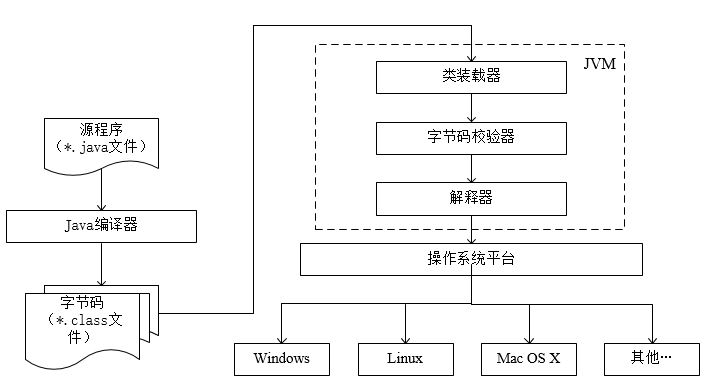 源程序
（*.java文件）
Java编译器
字节码
（*.class文
件）
JVM
类装载器
字节码校验器
解释器
操作系统平台
Windows
Linux
Mac OS X
其他…